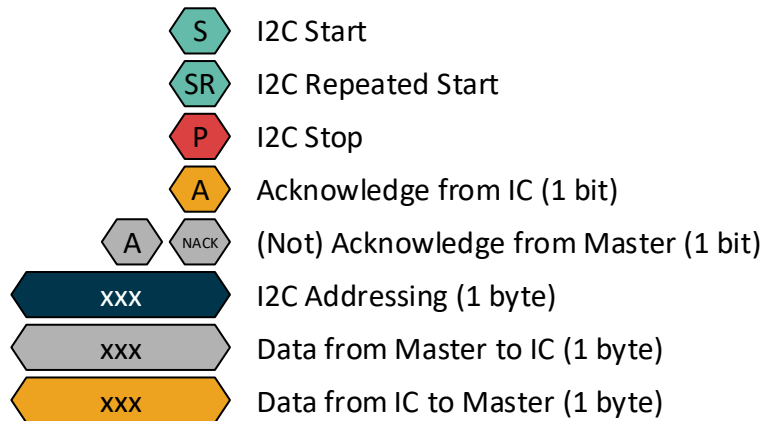 S I2C Start
SR I2C Repeated Start
P I2C Stop
A Acknowledge from IC (1 bit)
A NACK (Not) Acknowledge from Master (1 bit)
xxx I2C Addressing (1 byte)
xxx Data from Master to IC (1 byte)
xxx Data from IC to Master (1 byte)